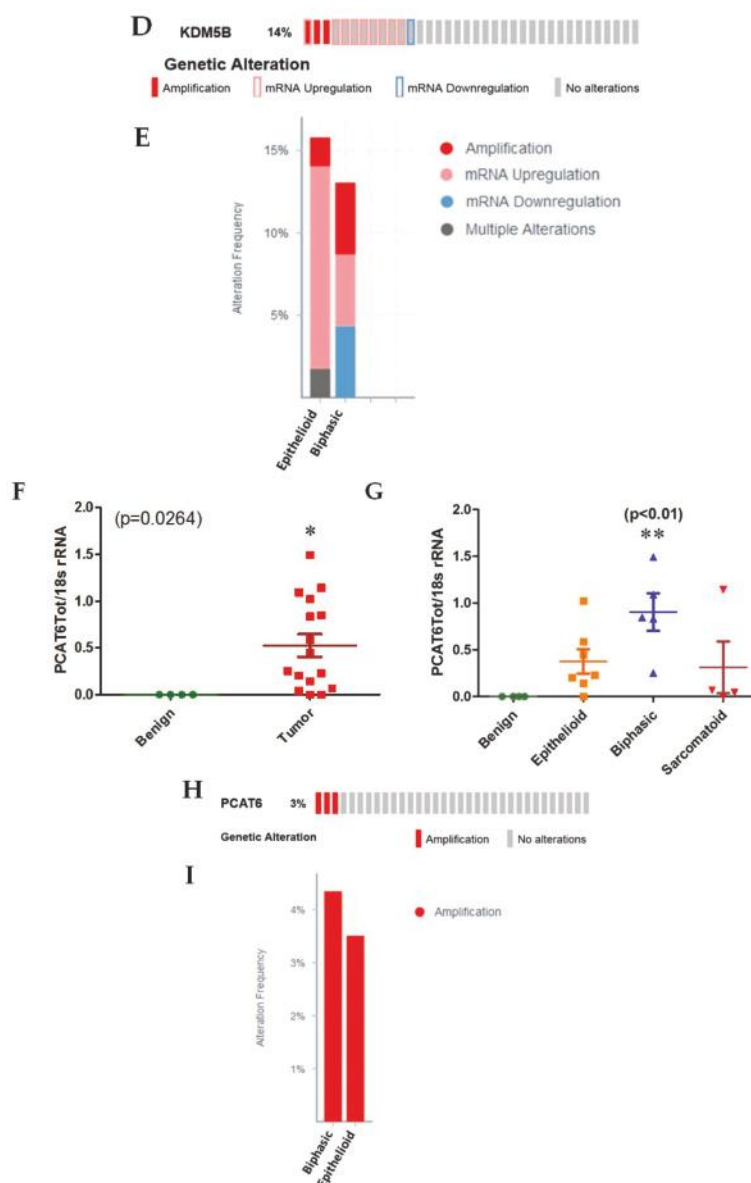 D
KDM5B 14%
Genetic Alteration
Amplification mRNA Upregulation mRNA Downregulation No alterations
E
15%
10%
5%
Alteration Frequency
Epithelioid
Biphasic
Amplification
mRNA Upregulation
mRNA Downregulation
Multiple Alterations
F
(p=0.0264)
*
PCAT6Tot/18s rRNA
2.0
1.5
1.0
0.5
0.0
Benign
Tumor
G
(p<0.01)
**
PCAT6Tot/18s rRNA
2.0
1.5
1.0
0.5
0.0
Benign
Epithelioid
Biphasic
Sarcomatoid
H
PCAT6 3%
Genetic Alteration Amplification No alterations
I
4%
3%
2%
1%
Alteration Frequency
Biphasic
Epithelioid
Amplification